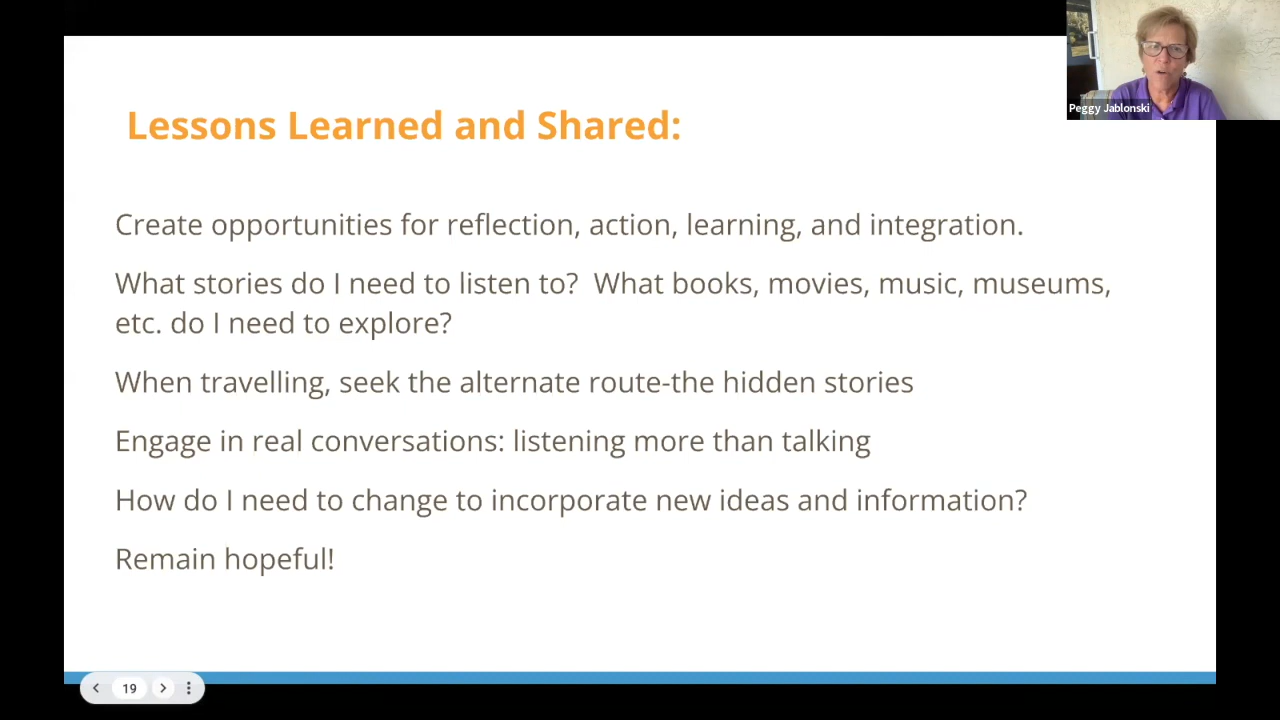 Peggy Jablonski
Lessons Learned and Shared:
Create opportunities for reflection, action, learning, and integration.
What stories do I need to listen to?  What books, movies, music, museums,
etc. do I need to explore?
When travelling, seek the alternate route-the hidden stories
Engage in real conversations: listening more than talking
How do I need to change to incorporate new ideas and information?
Remain hopeful!
19